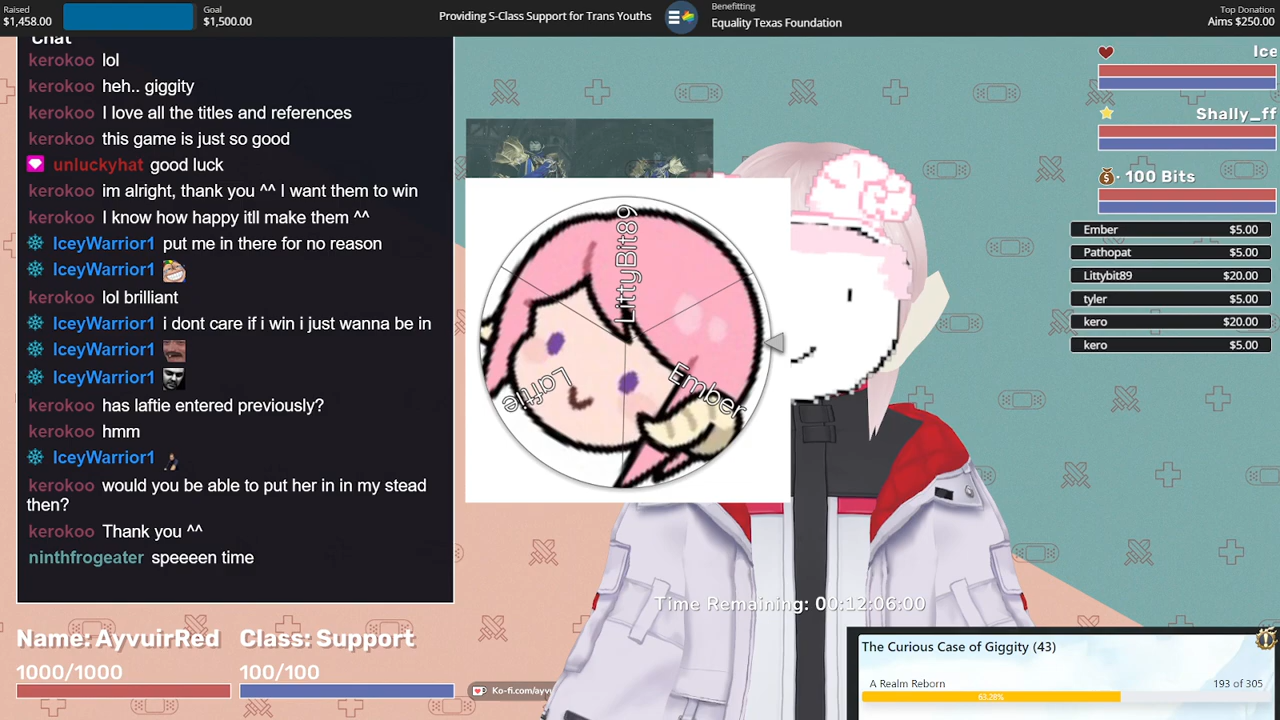 Raised
$1,458.00
Goal
$1,500.00
Providing S-Class Support for Trans Youths
Benefitting
Equality Texas Foundation
Top Donation
Aims $250.00
Chat
kerokoo lol
kerokoo heh.. giggity
kerokoo I love all the titles and references
kerokoo this game is just so good
unluckyhat good luck
kerokoo im alright, thank you ^^ I want them to win
kerokoo I know how happy itll make them ^^
IceyWarrior1 put me in there for no reason
IceyWarrior1
kerokoo lol brilliant
IceyWarrior1 i dont care if i win i just wanna be in
IceyWarrior1
IceyWarrior1
kerokoo has laftie entered previously?
kerokoo hmm
IceyWarrior1
kerokoo would you be able to put her in in my stead
then?
kerokoo Thank you ^^
ninthfrogeater speeeen time
LittyBit89
Ember
Laftie
Ice
Shally_ff
100 Bits
Ember $5.00
Pathopat $5.00
Littybit89 $20.00
tyler $5.00
kero $20.00
kero $5.00
Time Remaining: 00:12:06:00
Name: AyvuirRed Class: Support
1000/1000 100/100
Ko-fi.com/ayvu
The Curious Case of Giggity (43)
A Realm Reborn 193 of 305
63.28%